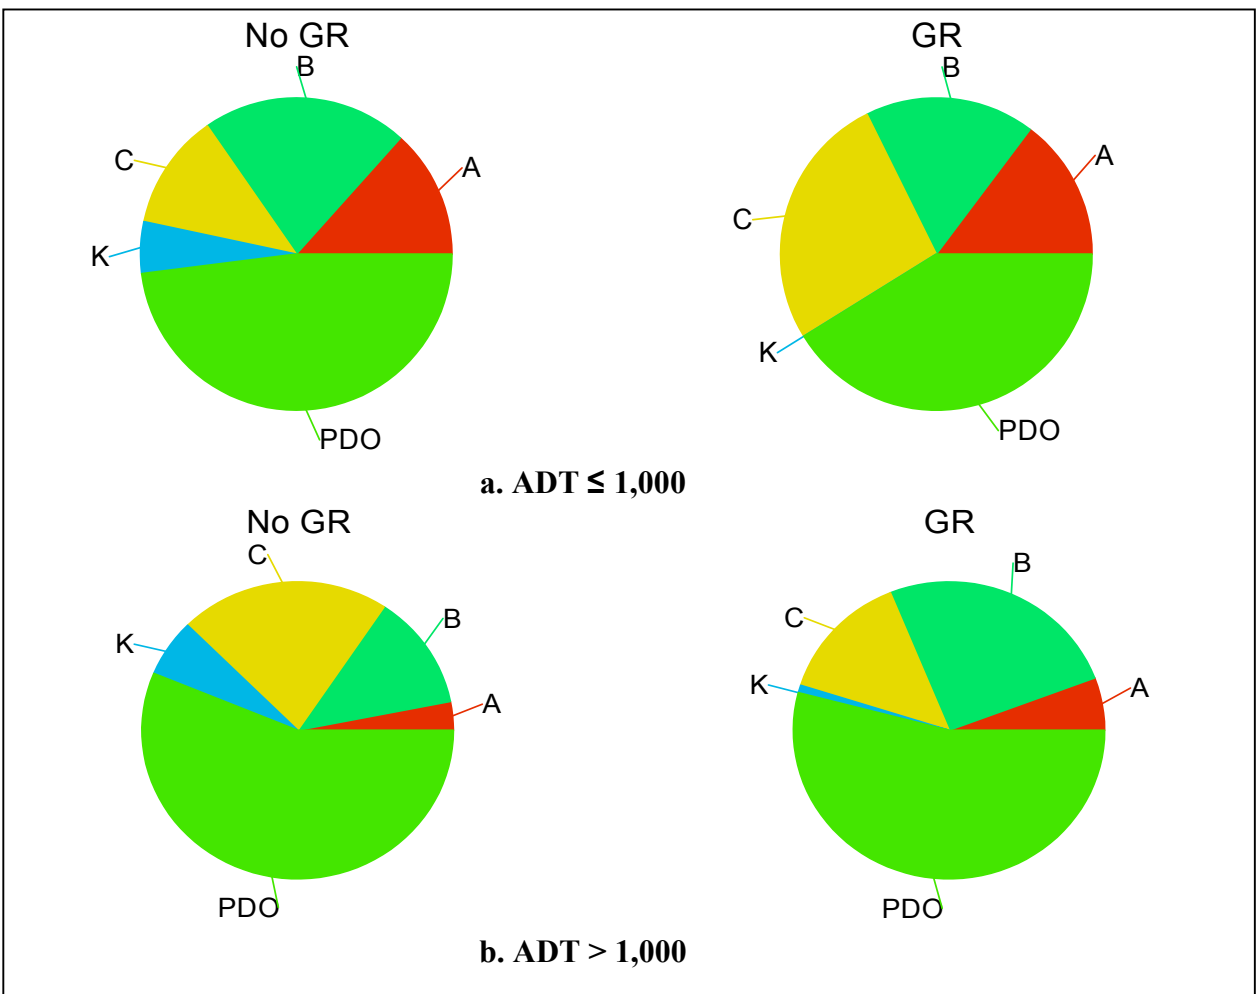 No GR
GR
B
B
C
A
A
C
K
K
PDO
PDO
a. ADT ≤ 1,000
No GR
GR
C
B
B
C
K
K
A
A
PDO
PDO
b. ADT > 1,000